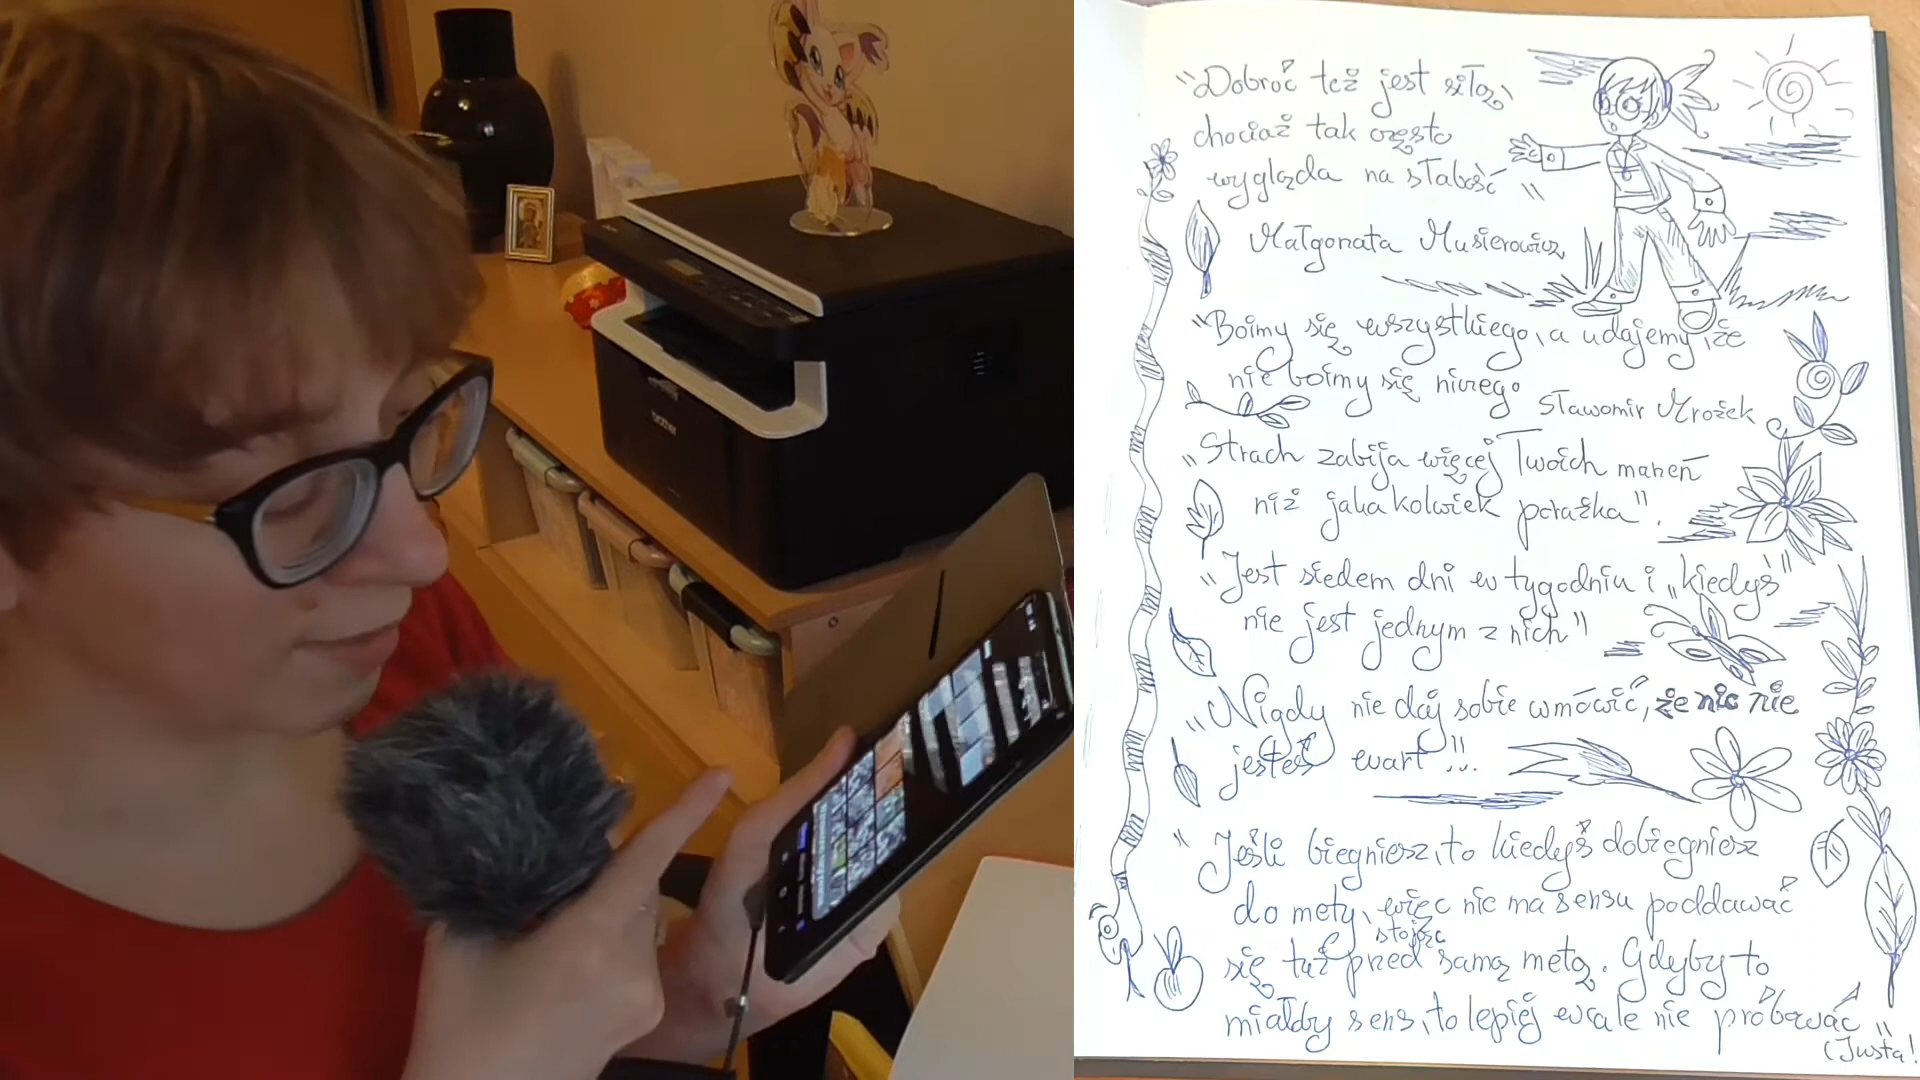 brother
"Dobroć też jest siłą,
chociaż tak często
wygląda na słabość"
Małgorzata Musierowicz
"Boimy się wszystkiego, a udajemy, że
nie boimy się niczego
Sławomir Mrożek
"Strach zabija więcej Twoich marzeń
niż jakakolwiek porażka".
"Jest siedem dni w tygodniu i „kiedyś"
nie jest jednym z nich"
"Nigdy nie daj sobie wmówić, że nic nie
jesteś wart"!!.
"Jeśli biegniesz, to kiedyś dobiegniesz
do mety, więc nie ma sensu poddawać
stojąc
się tuż przed samą metą. Gdyby to
miałoby sens, to lepiej wcale nie próbować"
(Justa!